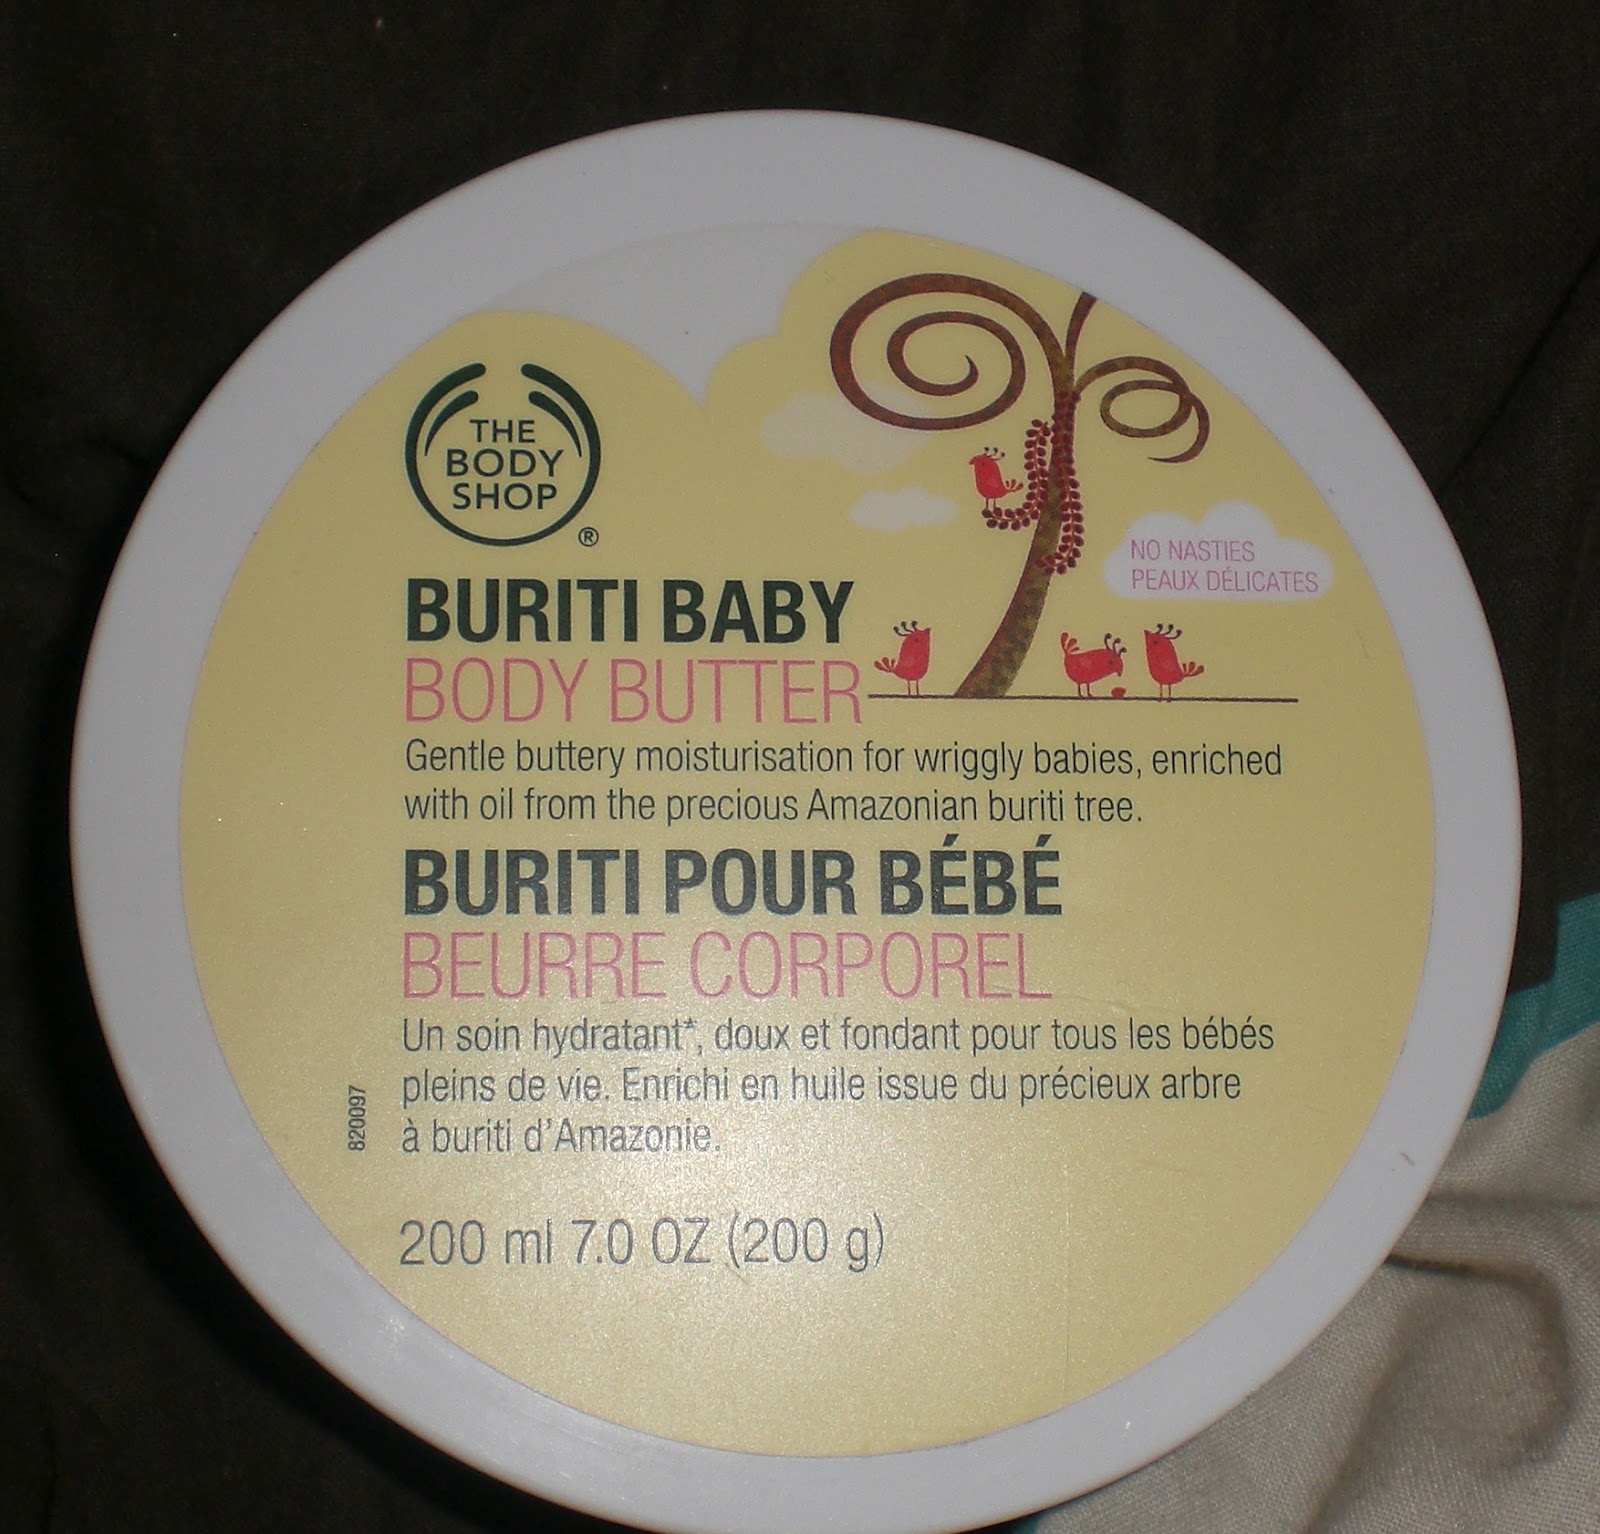 THE
BODY
SHOP
®
NO NASTIES
PEAUX DÉLICATES
BURITI BABY
BODY BUTTER
Gentle buttery moisturisation for wriggly babies, enriched
with oil from the precious Amazonian buriti tree.
BURITI POUR BÉBÉ
BEURRE CORPOREL
Un soin hydratant*, doux et fondant pour tous les bébés
pleins de vie. Enrichi en huile issue du précieux arbre
à buriti d'Amazonie.
820097
200 ml 7.0 OZ (200 g)